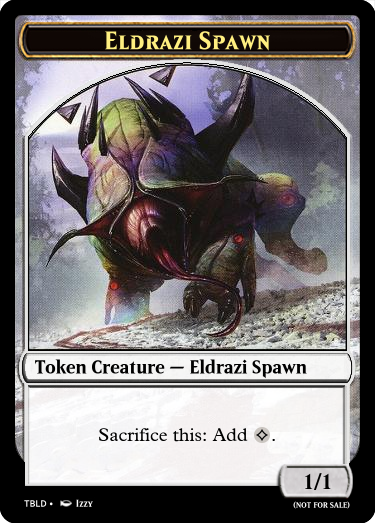 ELDRAZI SPAWN
Token Creature — Eldrazi Spawn
Sacrifice this: Add ◇.
1/1
TBLD • Izzy
(NOT FOR SALE)